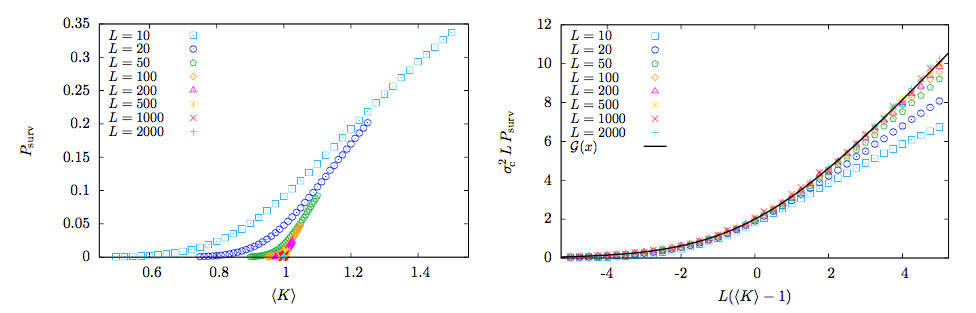 0.35
0.3
0.25
0.2
0.15
0.1
0.05
0
P_surv
L = 10
L = 20
L = 50
L = 100
L = 200
L = 500
L = 1000
L = 2000
0.6 0.8 1 1.2 1.4
⟨K⟩
12
10
8
6
4
2
0
σ_c^2 L P_surv
L = 10
L = 20
L = 50
L = 100
L = 200
L = 500
L = 1000
L = 2000
𝒢(x)
-4 -2 0 2 4
L(⟨K⟩ − 1)